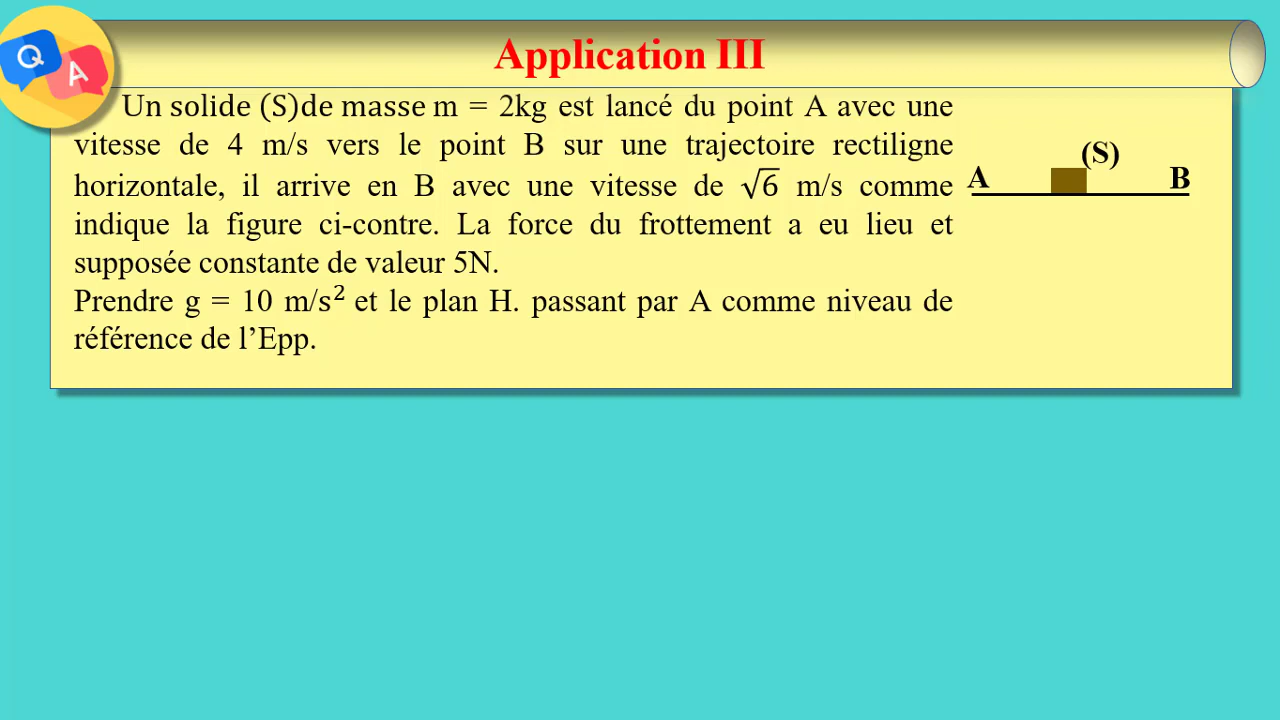 Q
A
Application III
Un solide (S)de masse m = 2kg est lancé du point A avec une
vitesse de 4 m/s vers le point B sur une trajectoire rectiligne
horizontale, il arrive en B avec une vitesse de √6 m/s comme
indique la figure ci-contre. La force du frottement a eu lieu et
supposée constante de valeur 5N.
Prendre g = 10 m/s² et le plan H. passant par A comme niveau de
référence de l’Epp.
(S)
A
B